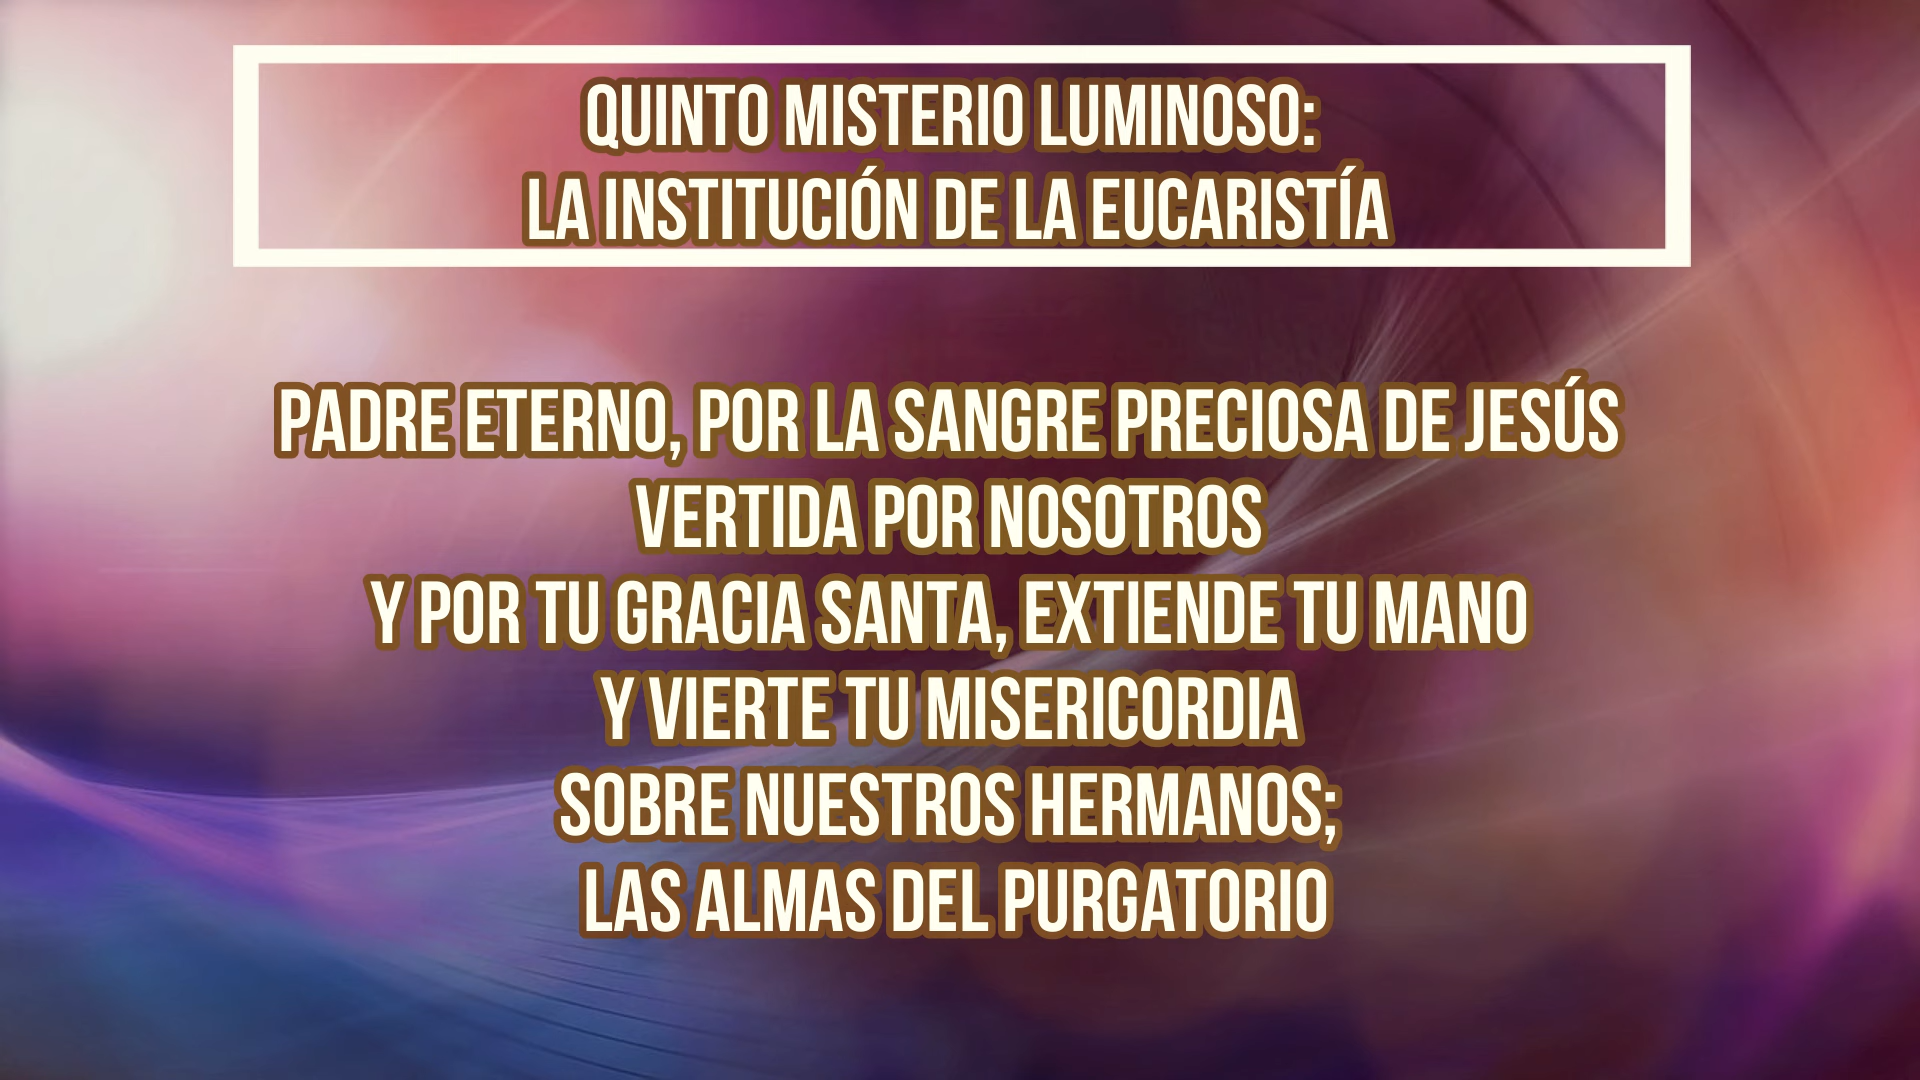 QUINTO MISTERIO LUMINOSO:
LA INSTITUCIÓN DE LA EUCARISTÍA
PADRE ETERNO, POR LA SANGRE PRECIOSA DE JESÚS
VERTIDA POR NOSOTROS
Y POR TU GRACIA SANTA, EXTIENDE TU MANO
Y VIERTE TU MISERICORDIA
SOBRE NUESTROS HERMANOS;
LAS ALMAS DEL PURGATORIO